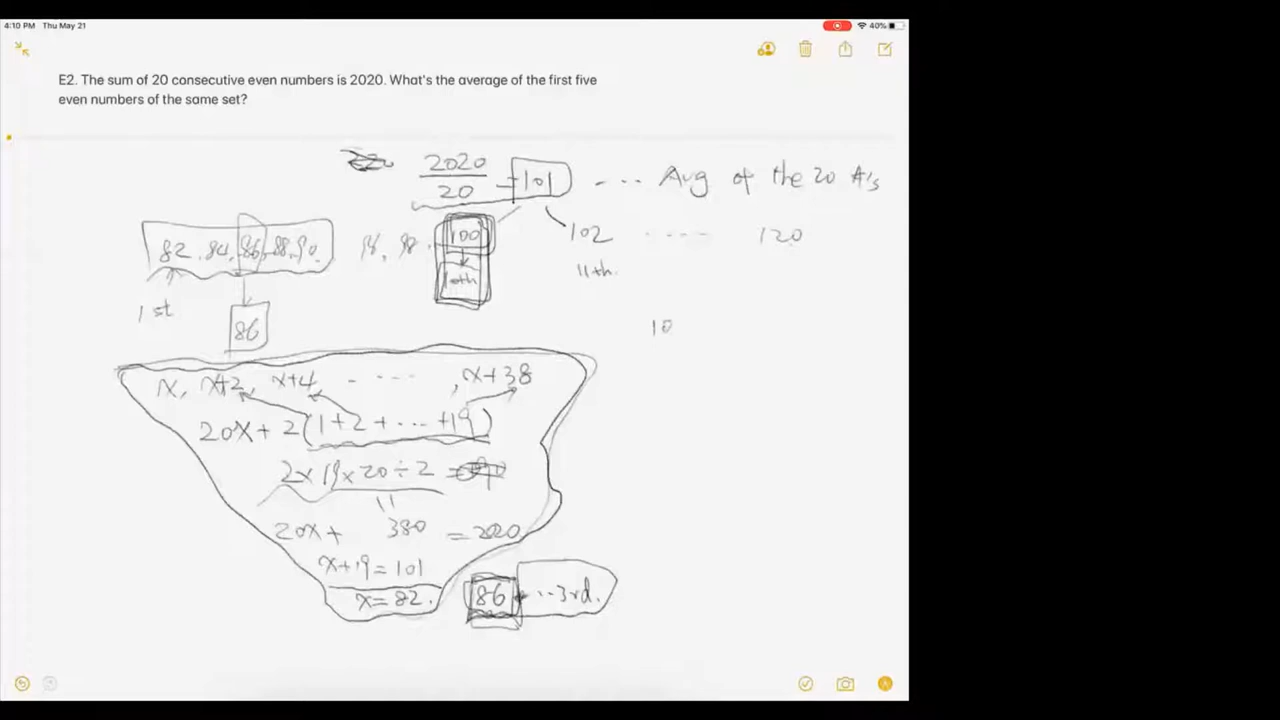 4:10 PM Thu May 21
40%
E2. The sum of 20 consecutive even numbers is 2020. What's the average of the first five
even numbers of the same set?
2020
20
=101 .... Avg of the 20 #'s
82, 84, 86, 88, 90. 96, 98. 100 102 ..... 120
10th 11th.
1st
86
10
x, x+2, x+4 ..... , x+38
20x+2(1+2+...+19)
2×19×20÷2 =
20x+ 380 = 2020
x+19=101
x=82.
86 ...3rd.